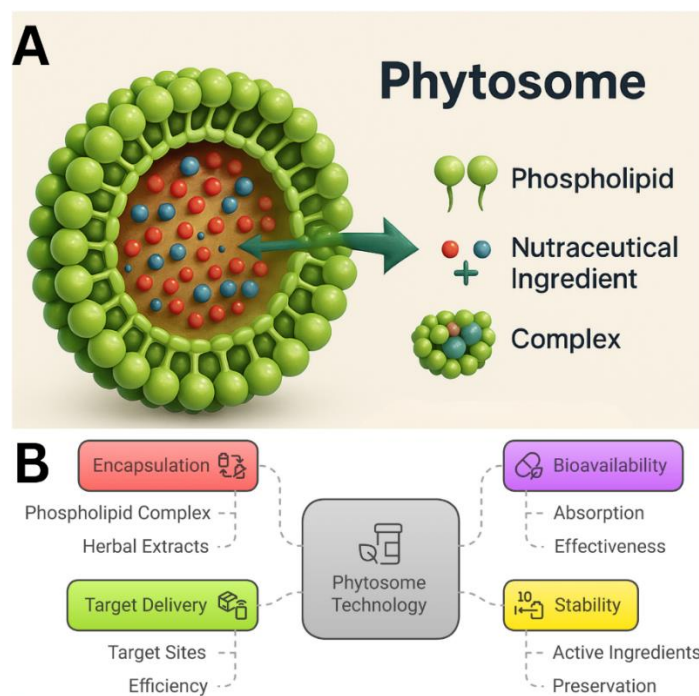 A
Phytosome
Phospholipid
Nutraceutical
Ingredient
Complex
B
Encapsulation
Phospholipid Complex
Herbal Extracts
Target Delivery
Target Sites
Efficiency
Phytosome
Technology
Bioavailability
Absorption
Effectiveness
10
Stability
Active Ingredients
Preservation